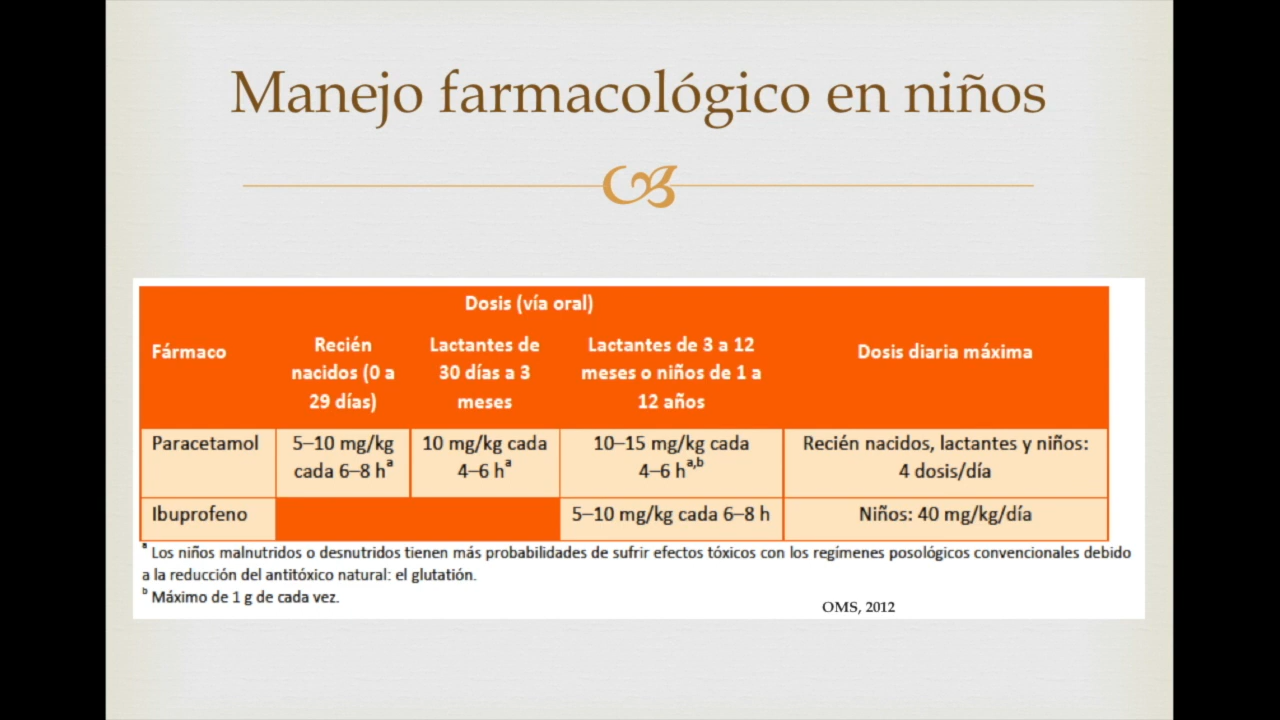 Manejo farmacológico en niños
Dosis (vía oral)
Fármaco
Recién
nacidos (0 a
29 días)
Lactantes de
30 días a 3
meses
Lactantes de 3 a 12
meses o niños de 1 a
12 años
Dosis diaria máxima
Paracetamol
5–10 mg/kg
cada 6–8 hᵃ
10 mg/kg cada
4–6 hᵃ
10–15 mg/kg cada
4–6 hᵃ,ᵇ
Recién nacidos, lactantes y niños:
4 dosis/día
Ibuprofeno
5–10 mg/kg cada 6–8 h
Niños: 40 mg/kg/día
ᵃ Los niños malnutridos o desnutridos tienen más probabilidades de sufrir efectos tóxicos con los regímenes posológicos convencionales debido
a la reducción del antitóxico natural: el glutatión.
ᵇ Máximo de 1 g de cada vez.
OMS, 2012